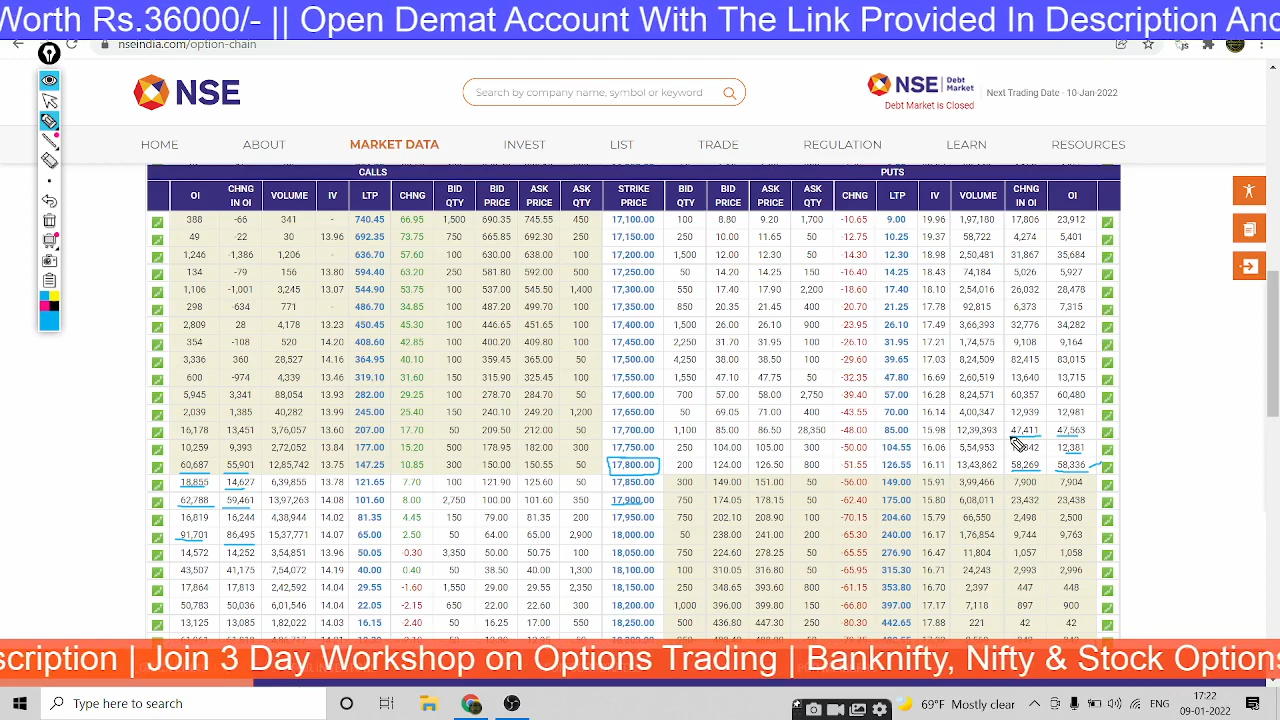 Worth Rs.36000/- || Open Demat Account With The Link Provided In Description And
nseindia.com/option-chain
NSE
Search by company name, symbol or keyword
NSE Debt Market
Next Trading Date - 10-Jan-2022
Debt Market is Closed
HOME ABOUT MARKET DATA INVEST LIST TRADE REGULATION LEARN RESOURCES
CALLS PUTS
OI CHNG IN OI VOLUME IV LTP CHNG BID QTY BID PRICE ASK PRICE ASK QTY STRIKE PRICE BID QTY BID PRICE ASK PRICE ASK QTY CHNG LTP IV VOLUME CHNG IN OI OI
388 -66 341 - 740.45 66.95 1,500 690.35 745.55 450 17,100.00 100 8.80 9.20 1,700 -10.65 9.00 19.96 1,97,180 17,806 23,912
49 -22 30 13.96 692.35 73.75 750 665.85 692.35 250 17,150.00 250 10.00 11.65 50 -12.75 10.25 19.37 58,722 4,274 5,401
1,246 -1,386 1,206 - 636.70 57.60 100 630.00 638.00 100 17,200.00 1,500 12.00 12.10 50 -14.30 12.30 18.98 2,50,481 31,867 35,684
134 -79 156 13.80 594.40 63.20 250 581.80 592.00 500 17,250.00 50 14.20 14.25 150 -16.40 14.25 18.43 74,184 5,026 5,927
1,106 -1,001 3,245 13.07 544.90 53.75 100 537.00 545.55 1,400 17,300.00 550 17.40 17.90 2,200 -18.60 17.40 18.10 2,54,016 26,032 28,478
298 -634 771 - 486.70 34.85 100 487.20 499.70 100 17,350.00 850 20.35 21.45 400 -20.70 21.25 17.78 92,815 6,373 7,315
2,809 28 4,178 13.23 450.45 45.30 100 446.65 451.65 100 17,400.00 1,500 26.00 26.10 900 -23.95 26.10 17.49 3,66,393 32,776 34,282
354 -108 520 14.20 408.60 42.85 100 400.20 409.80 100 17,450.00 2,250 31.70 31.95 100 -26.10 31.95 17.21 1,74,575 9,108 9,164
3,336 360 28,527 14.16 364.95 40.10 100 359.45 365.00 50 17,500.00 4,250 38.00 38.50 100 -29.60 39.65 17.03 8,24,509 82,415 83,015
600 -974 4,339 13.46 319.10 31.60 150 315.90 325.40 100 17,550.00 1,550 47.10 47.75 50 -32.35 47.80 16.18 2,60,519 13,640 13,715
5,945 3,341 88,054 13.93 282.00 29.25 100 278.70 284.70 50 17,600.00 700 57.00 58.00 2,750 -39.40 57.00 16.28 8,24,571 60,357 60,480
2,039 1,385 40,282 13.99 245.00 25.40 150 240.10 249.20 1,200 17,650.00 50 69.05 71.00 400 -43.55 70.00 16.14 4,00,347 12,939 12,981
16,178 13,451 3,76,057 13.60 207.00 17.70 150 209.50 212.00 50 17,700.00 1,100 85.00 86.50 28,350 -48.00 85.00 15.98 12,39,393 47,411 47,563
10,259 9,393 2,72,052 13.84 177.00 15.20 500 177.95 182.00 300 17,750.00 250 104.00 105.00 300 -53.00 104.55 16.06 5,54,953 12,381
60,687 55,901 12,85,742 13.97 147.25 10.85 300 150.00 150.55 50 17,800.00 200 124.00 126.50 800 -51.55 126.55 16.11 13,43,862 58,269 58,336
18,855 14,627 6,39,855 13.78 121.65 7.70 100 121.90 125.60 50 17,850.00 300 149.00 151.00 50 -56.00 149.00 15.91 3,99,466 7,900 7,904
62,788 59,461 13,97,263 14.08 101.60 8.00 2,750 100.00 101.60 350 17,900.00 750 174.05 178.15 50 -62.40 175.00 15.80 6,08,011 23,432 23,438
16,819 16,244 4,38,944 14.02 81.35 4.45 150 79.00 81.35 200 17,950.00 750 202.10 208.90 100 -70.15 204.60 15.79 66,550 2,490 2,500
91,701 86,495 15,37,771 14.07 65.00 2.50 50 64.00 65.00 2,900 18,000.00 50 238.00 241.00 200 -65.30 240.00 16.17 1,76,854 9,744 9,763
14,572 14,252 3,54,851 13.96 50.05 -0.30 3,350 50.00 50.75 100 18,050.00 750 224.60 278.25 50 -65.65 276.90 16.47 11,804 1,057 1,058
43,507 41,175 7,54,072 14.19 40.00 0.40 50 38.50 40.00 1,300 18,100.00 100 310.05 316.80 50 -65.95 315.30 16.71 24,243 2,993 2,996
17,864 17,813 2,42,592 14.04 29.55 -1.60 3,150 29.00 29.55 2,350 18,150.00 250 348.65 393.60 800 -61.15 353.80 16.97 2,397 447 448
50,783 50,036 6,01,546 14.08 22.05 -2.15 650 22.00 22.60 300 18,200.00 1,000 396.00 399.80 150 -66.80 397.00 17.17 7,118 897 900
13,125 13,085 1,82,022 14.03 16.15 -2.40 2,600 16.25 17.00 550 18,250.00 250 436.80 447.30 250 -80.30 442.65 17.88 221 42 42
scription | Join 3 Day Workshop on Options Trading | Banknifty, Nifty & Stock Options
Type here to search
69°F Mostly clear
ENG
17:22
09-01-2022